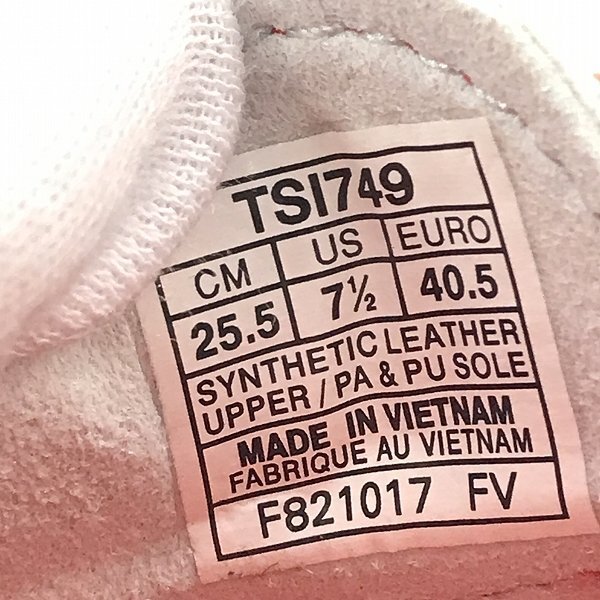 TSI749
CM US EURO
25.5 7½ 40.5
SYNTHETIC LEATHER
UPPER / PA & PU SOLE
MADE IN VIETNAM
FABRIQUE AU VIETNAM
F821017 FV